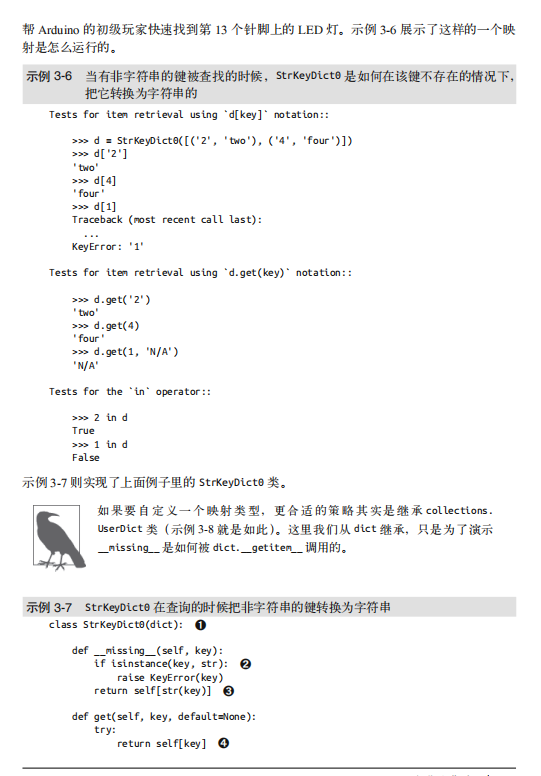 帮 Arduino 的初级玩家快速找到第 13 个针脚上的 LED 灯。示例 3-6 展示了这样的一个映
射是怎么运行的。
示例 3-6 当有非字符串的键被查找的时候，StrKeyDict0 是如何在该键不存在的情况下，
把它转换为字符串的
Tests for item retrieval using `d[key]` notation::
>>> d = StrKeyDict0([('2', 'two'), ('4', 'four')])
>>> d['2']
'two'
>>> d[4]
'four'
>>> d[1]
Traceback (most recent call last):
...
KeyError: '1'
Tests for item retrieval using `d.get(key)` notation::
>>> d.get('2')
'two'
>>> d.get(4)
'four'
>>> d.get(1, 'N/A')
'N/A'
Tests for the `in` operator::
>>> 2 in d
True
>>> 1 in d
False
示例 3-7 则实现了上面例子里的 StrKeyDict0 类。
如果要自定义一个映射类型，更合适的策略其实是继承 collections.
UserDict 类（示例 3-8 就是如此）。这里我们从 dict 继承，只是为了演示
__missing__ 是如何被 dict.__getitem__ 调用的。
示例 3-7 StrKeyDict0 在查询的时候把非字符串的键转换为字符串
class StrKeyDict0(dict): ❶
def __missing__(self, key):
if isinstance(key, str): ❷
raise KeyError(key)
return self[str(key)] ❸
def get(self, key, default=None):
try:
return self[key] ❹